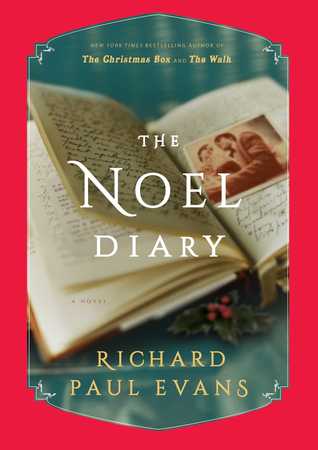 NEW YORK TIMES BESTSELLING AUTHOR OF
The Christmas Box AND The Walk
THE
NOEL
DIARY
A NOVEL
RICHARD
PAUL EVANS